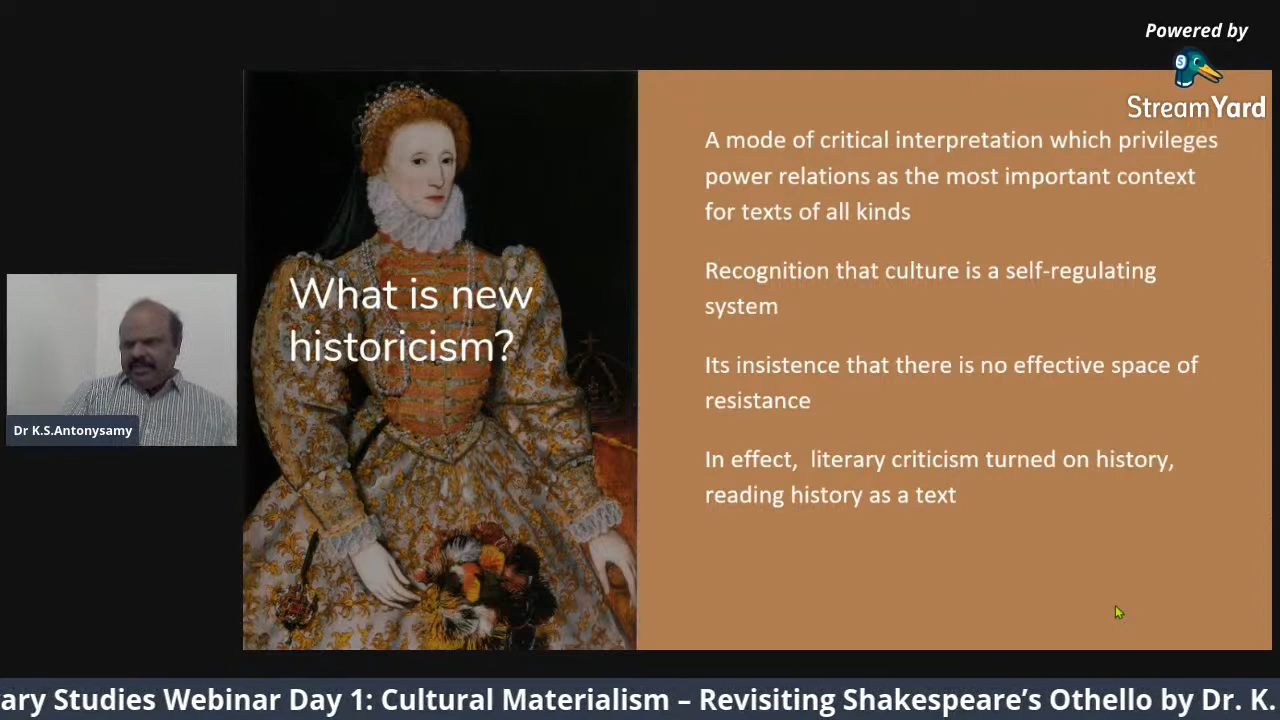 Powered by
StreamYard
What is new
historicism?
A mode of critical interpretation which privileges
power relations as the most important context
for texts of all kinds
Recognition that culture is a self-regulating
system
Its insistence that there is no effective space of
resistance
In effect, literary criticism turned on history,
reading history as a text
Dr K.S.Antonysamy
ary Studies Webinar Day 1: Cultural Materialism – Revisiting Shakespeare’s Othello by Dr. K.